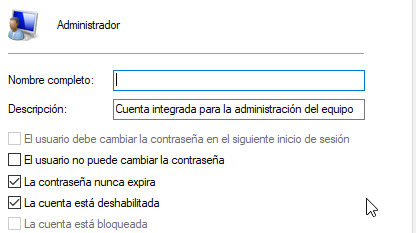 Administrador
Nombre completo:
Descripción: Cuenta integrada para la administración del equipo
El usuario debe cambiar la contraseña en el siguiente inicio de sesión
El usuario no puede cambiar la contraseña
La contraseña nunca expira
La cuenta está deshabilitada
La cuenta está bloqueada